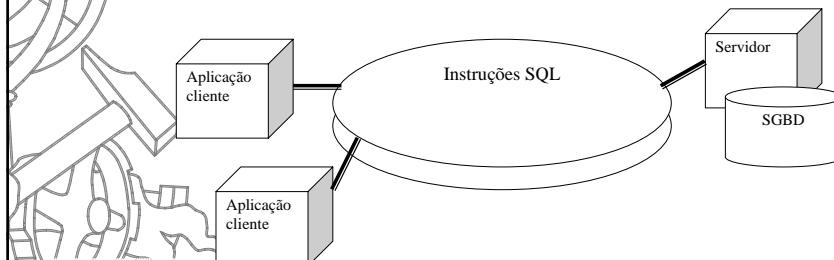 Servidor
Instruções SQL
Aplicação
cliente
SGBD
Aplicação
cliente